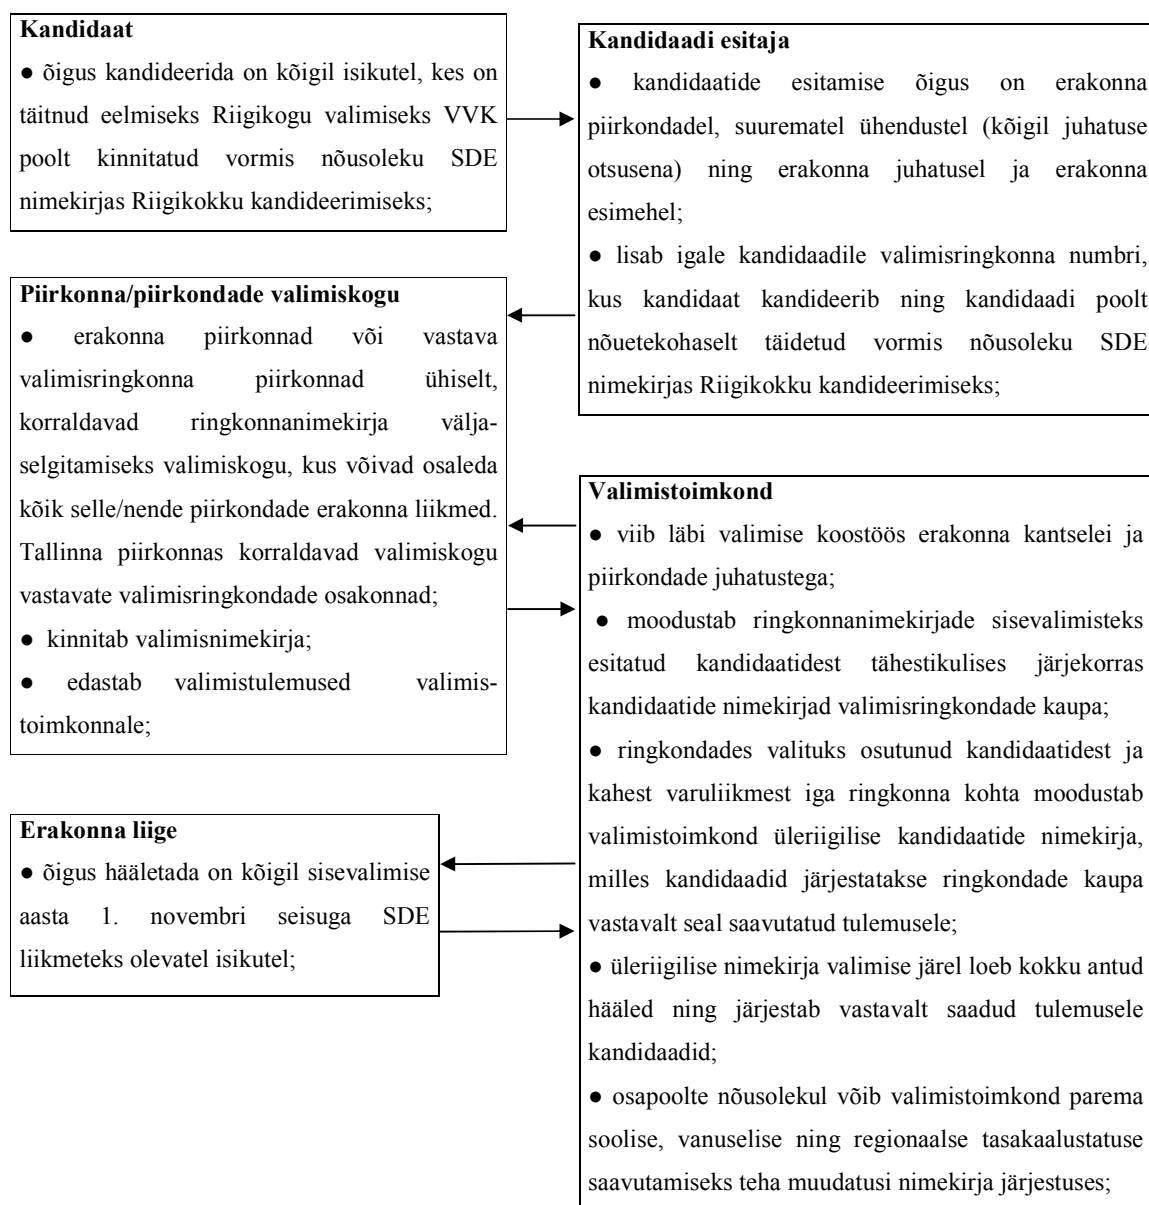 Kandidaat
● õigus kandideerida on kõigil isikutel, kes on
täitnud eelmiseks Riigikogu valimiseks VVK
poolt kinnitatud vormis nõusoleku SDE
nimekirjas Riigikokku kandideerimiseks;
Kandidaadi esitaja
● kandidaatide esitamise õigus on erakonna
piirkondadel, suurematel ühendustel (kõigil juhatuse
otsusena) ning erakonna juhatusel ja erakonna
esimehel;
● lisab igale kandidaadile valimisringkonna numbri,
kus kandidaat kandideerib ning kandidaadi poolt
nõuetekohaselt täidetud vormis nõusoleku SDE
nimekirjas Riigikokku kandideerimiseks;
Piirkonna/piirkondade valimiskogu
● erakonna piirkonnad või vastava
valimisringkonna piirkonnad ühiselt,
korraldavad ringkonnanimekirja välja-
selgitamiseks valimiskogu, kus võivad osaleda
kõik selle/nende piirkondade erakonna liikmed.
Tallinna piirkonnas korraldavad valimiskogu
vastavate valimisringkondade osakonnad;
● kinnitab valimisnimekirja;
● edastab valimistulemused valimis-
toimkonnale;
Valimistoimkond
● viib läbi valimise koostöös erakonna kantselei ja
piirkondade juhatustega;
● moodustab ringkonnanimekirjade sisevalimisteks
esitatud kandidaatidest tähestikulises järjekorras
kandidaatide nimekirjad valimisringkondade kaupa;
● ringkondades valituks osutunud kandidaatidest ja
kahest varuliikmest iga ringkonna kohta moodustab
valimistoimkond üleriigilise kandidaatide nimekirja,
milles kandidaadid järjestatakse ringkondade kaupa
vastavalt seal saavutatud tulemusele;
● üleriigilise nimekirja valimise järel loeb kokku antud
hääled ning järjestab vastavalt saadud tulemusele
kandidaadid;
● osapoolte nõusolekul võib valimistoimkond parema
soolise, vanuselise ning regionaalse tasakaalustatuse
saavutamiseks teha muudatusi nimekirja järjestuses;
Erakonna liige
● õigus hääletada on kõigil sisevalimise
aasta 1. novembri seisuga SDE
liikmeteks olevatel isikutel;